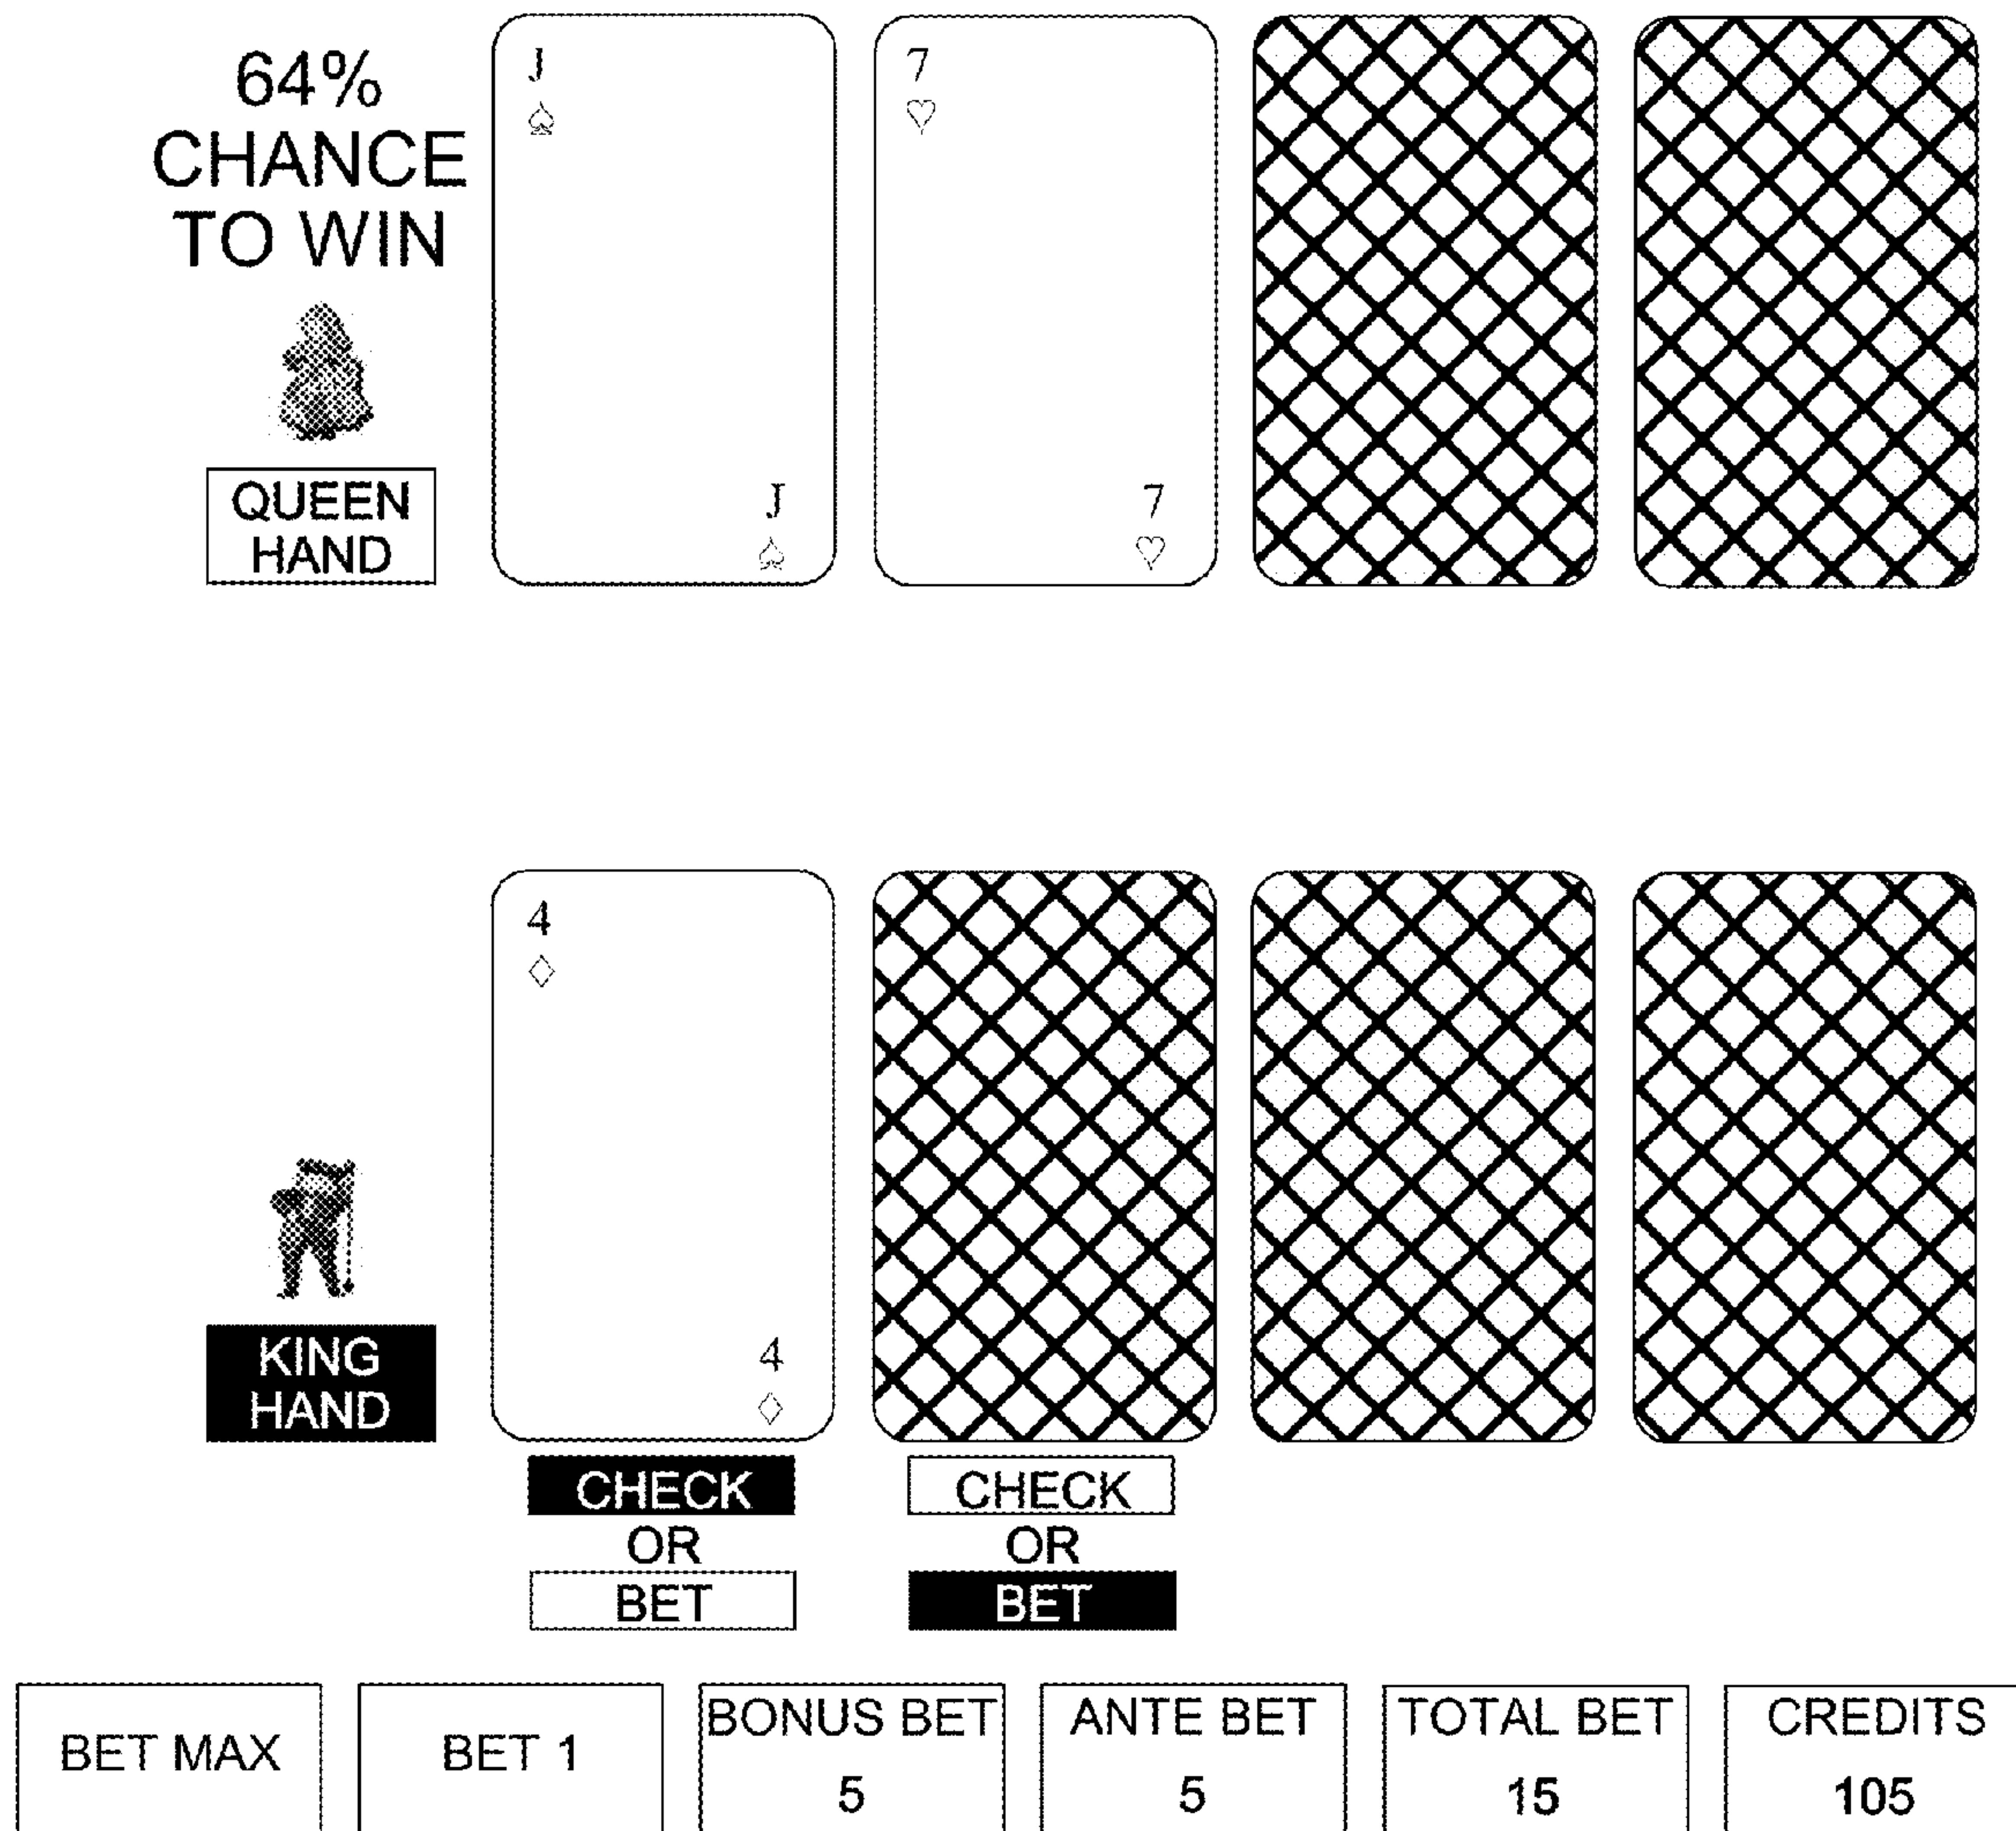 64%
CHANCE
TO WIN
QUEEN
HAND
J
♤
J
♤
7
♡
7
♡
KING
HAND
4
♢
4
♢
CHECK
OR
BET
CHECK
OR
BET
BET MAX
BET 1
BONUS BET
5
ANTE BET
5
TOTAL BET
15
CREDITS
105